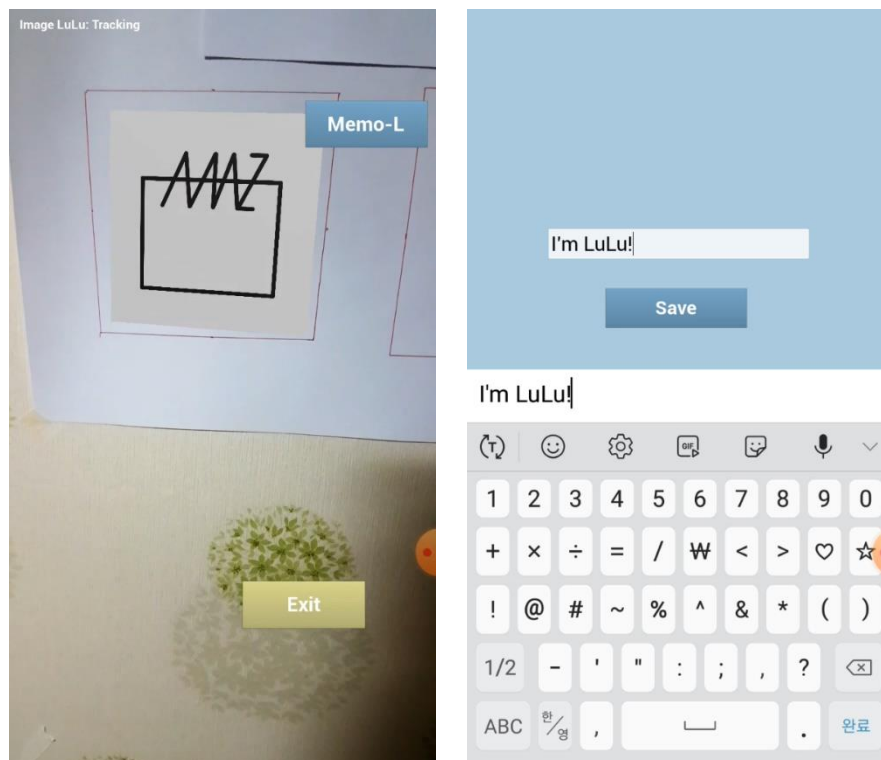 Image LuLu: Tracking
Memo-L
Exit
I'm LuLu!
Save
I'm LuLu!
GIF
1 2 3 4 5 6 7 8 9 0
+ × ÷ = / ₩ < > ♡ ☆
! @ # ~ % ^ & * ( )
1/2 - ' " : ; , ?
ABC 한/영 , . 완료